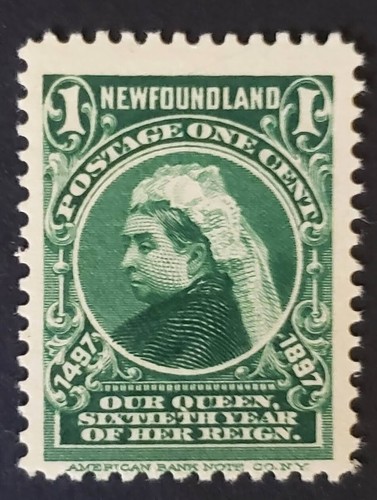 1 NEWFOUNDLAND 1
POSTAGE ONE CENT
1497 1897
OUR QUEEN,
SIXTIETH YEAR
OF HER REIGN.
AMERICAN BANK NOTE CO. N.Y.